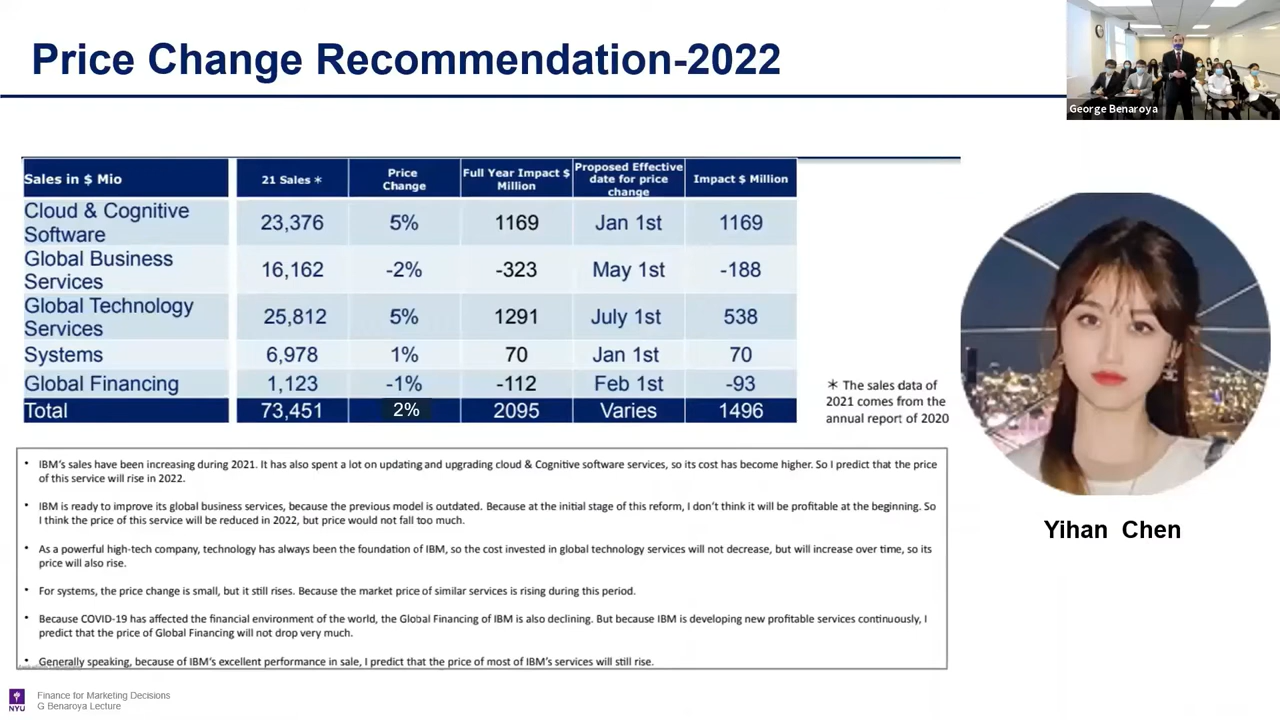 Price Change Recommendation-2022
George Benaroya
Sales in $ Mio
21 Sales *
Price
Change
Full Year Impact $
Million
Proposed Effective
date for price
change
Impact $ Million
Cloud & Cognitive
Software
23,376
5%
1169
Jan 1st
1169
Global Business
Services
16,162
-2%
-323
May 1st
-188
Global Technology
Services
25,812
5%
1291
July 1st
538
Systems
6,978
1%
70
Jan 1st
70
Global Financing
1,123
-1%
-112
Feb 1st
-93
Total
73,451
2%
2095
Varies
1496
* The sales data of
2021 comes from the
annual report of 2020
Yihan Chen
• IBM's sales have been increasing during 2021. It has also spent a lot on updating and upgrading cloud & Cognitive software services, so its cost has become higher. So I predict that the price
of this service will rise in 2022.
• IBM is ready to improve its global business services, because the previous model is outdated. Because at the initial stage of this reform, I don't think it will be profitable at the beginning. So
I think the price of this service will be reduced in 2022, but price would not fall too much.
• As a powerful high-tech company, technology has always been the foundation of IBM, so the cost invested in global technology services will not decrease, but will increase over time, so its
price will also rise.
• For systems, the price change is small, but it still rises. Because the market price of similar services is rising during this period.
• Because COVID-19 has affected the financial environment of the world, the Global Financing of IBM is also declining. But because IBM is developing new profitable services continuously, I
predict that the price of Global Financing will not drop very much.
• Generally speaking, because of IBM's excellent performance in sale, I predict that the price of most of IBM's services will still rise.
NYU
Finance for Marketing Decisions
G Benaroya Lecture